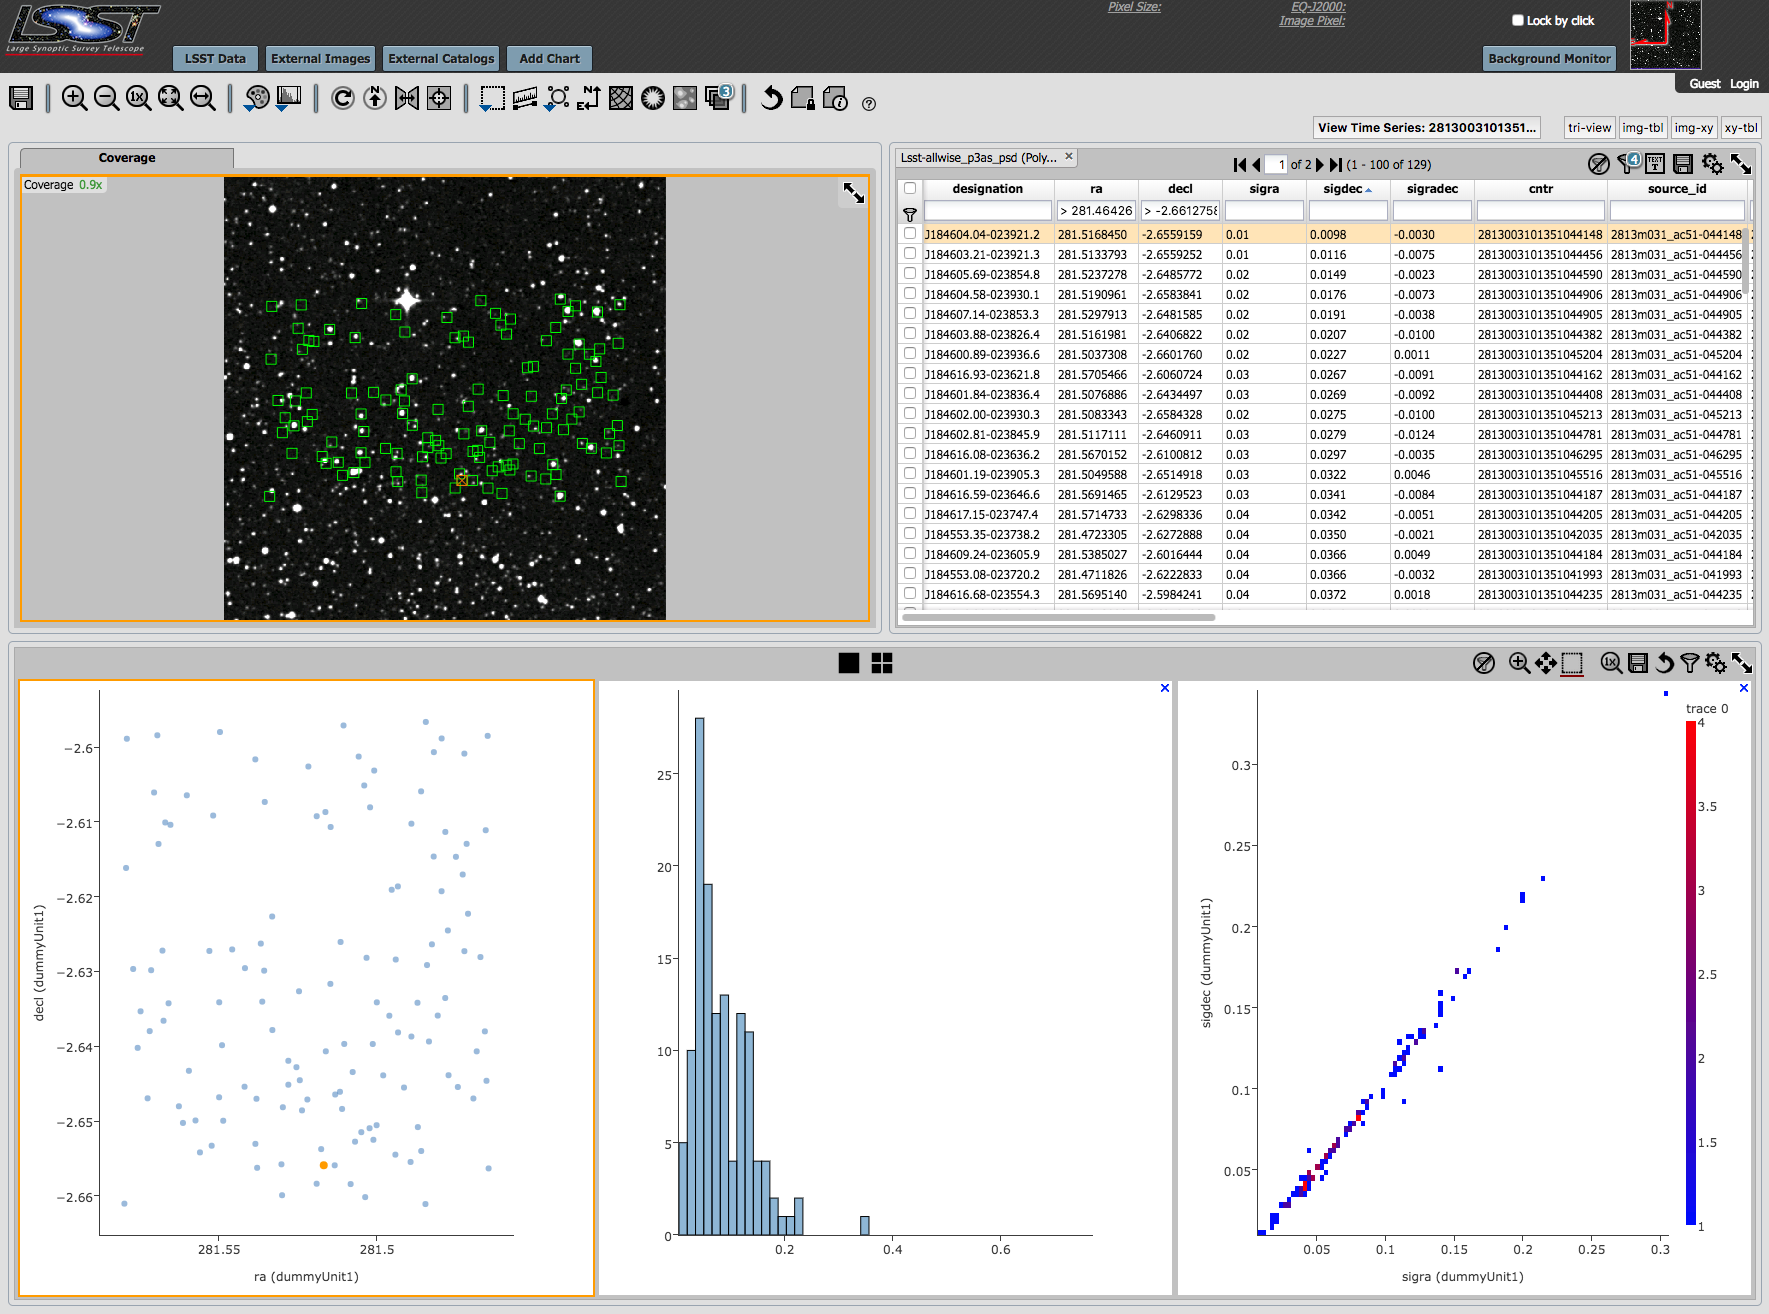 LSST
Large Synoptic Survey Telescope
Pixel Size:
EQ-J2000:
Image Pixel:
Lock by click
LSST Data
External Images
External Catalogs
Add Chart
Background Monitor
Guest Login
3
View Time Series: 2813003101351...
tri-view
img-tbl
img-xy
xy-tbl
Coverage
Coverage 0.9x
Lsst-allwise_p3as_psd (Poly...
1 of 2 (1 - 100 of 129)
4
TEXT
designation ra decl sigra sigdec sigradec cntr source_id
> 281.46426 > -2.6612758
J184604.04-023921.2 281.5168450 -2.6559159 0.01 0.0098 -0.0030 2813003101351044148 2813m031_ac51-044148
J184603.21-023921.3 281.5133793 -2.6559252 0.01 0.0116 -0.0075 2813003101351044456 2813m031_ac51-044456
J184605.69-023854.8 281.5237278 -2.6485772 0.02 0.0149 -0.0023 2813003101351044590 2813m031_ac51-044590
J184604.58-023930.1 281.5190961 -2.6583841 0.02 0.0176 -0.0073 2813003101351044906 2813m031_ac51-044906
J184607.14-023853.3 281.5297913 -2.6481585 0.02 0.0191 -0.0038 2813003101351044905 2813m031_ac51-044905
J184603.88-023826.4 281.5161981 -2.6406822 0.02 0.0207 -0.0100 2813003101351044382 2813m031_ac51-044382
J184600.89-023936.6 281.5037308 -2.6601760 0.02 0.0227 0.0011 2813003101351045204 2813m031_ac51-045204
J184616.93-023621.8 281.5705466 -2.6060724 0.03 0.0267 -0.0091 2813003101351044162 2813m031_ac51-044162
J184601.84-023836.4 281.5076886 -2.6434497 0.03 0.0269 -0.0092 2813003101351044408 2813m031_ac51-044408
J184602.00-023930.3 281.5083343 -2.6584328 0.02 0.0275 -0.0100 2813003101351045213 2813m031_ac51-045213
J184602.81-023845.9 281.5117111 -2.6460911 0.03 0.0279 -0.0124 2813003101351044781 2813m031_ac51-044781
J184616.08-023636.2 281.5670152 -2.6100812 0.03 0.0297 -0.0035 2813003101351046295 2813m031_ac51-046295
J184601.19-023905.3 281.5049588 -2.6514918 0.03 0.0322 0.0046 2813003101351045516 2813m031_ac51-045516
J184616.59-023646.6 281.5691465 -2.6129523 0.03 0.0341 -0.0084 2813003101351044187 2813m031_ac51-044187
J184617.15-023747.4 281.5714733 -2.6298336 0.04 0.0342 -0.0051 2813003101351044205 2813m031_ac51-044205
J184553.35-023738.2 281.4723305 -2.6272888 0.04 0.0350 -0.0021 2813003101351042035 2813m031_ac51-042035
J184609.24-023605.9 281.5385027 -2.6016444 0.04 0.0366 0.0049 2813003101351044184 2813m031_ac51-044184
J184553.08-023720.2 281.4711826 -2.6222833 0.04 0.0366 -0.0032 2813003101351041993 2813m031_ac51-041993
J184616.68-023554.3 281.5695140 -2.5984241 0.04 0.0372 0.0018 2813003101351044235 2813m031_ac51-044235
−2.6
−2.61
−2.62
−2.63
−2.64
−2.65
−2.66
decl (dummyUnit1)
281.55 281.5
ra (dummyUnit1)
25
20
15
10
5
0
0.2 0.4 0.6
trace 0
4
3.5
3
2.5
2
1.5
1
0.3
0.25
0.2
0.15
0.1
0.05
sigdec (dummyUnit1)
0.05 0.1 0.15 0.2 0.25 0.3
sigra (dummyUnit1)